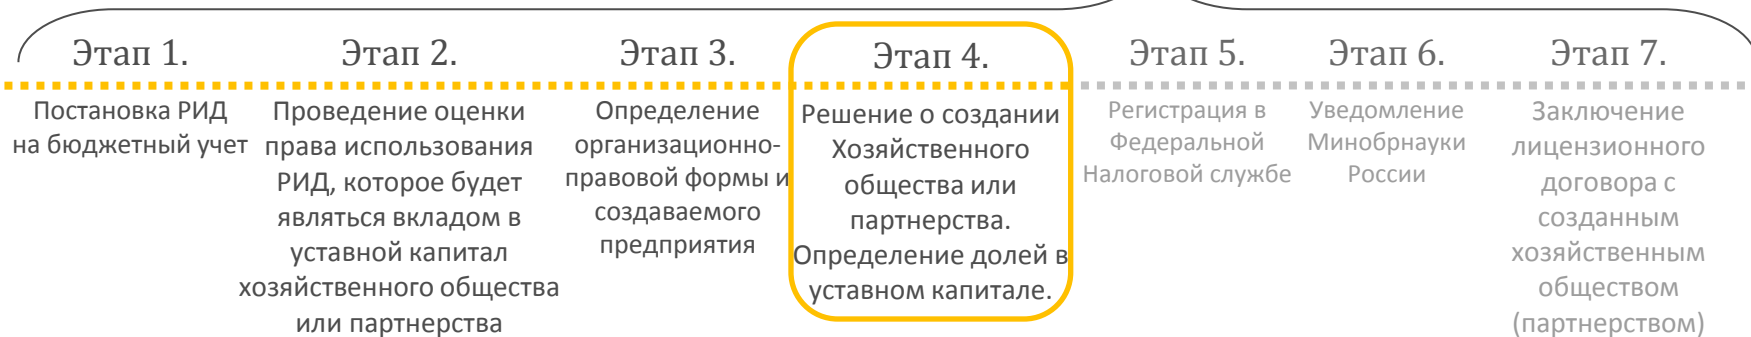 Этап 1.
Постановка РИД
на бюджетный учет
Этап 2.
Проведение оценки
права использования
РИД, которое будет
являться вкладом в
уставной капитал
хозяйственного общества
или партнерства
Этап 3.
Определение
организационно-
правовой формы и
создаваемого
предприятия
Этап 4.
Решение о создании
Хозяйственного
общества или
партнерства.
Определение долей в
уставном капитале.
Этап 5.
Регистрация в
Федеральной
Налоговой службе
Этап 6.
Уведомление
Минобрнауки
России
Этап 7.
Заключение
лицензионного
договора с
созданным
хозяйственным
обществом
(партнерством)